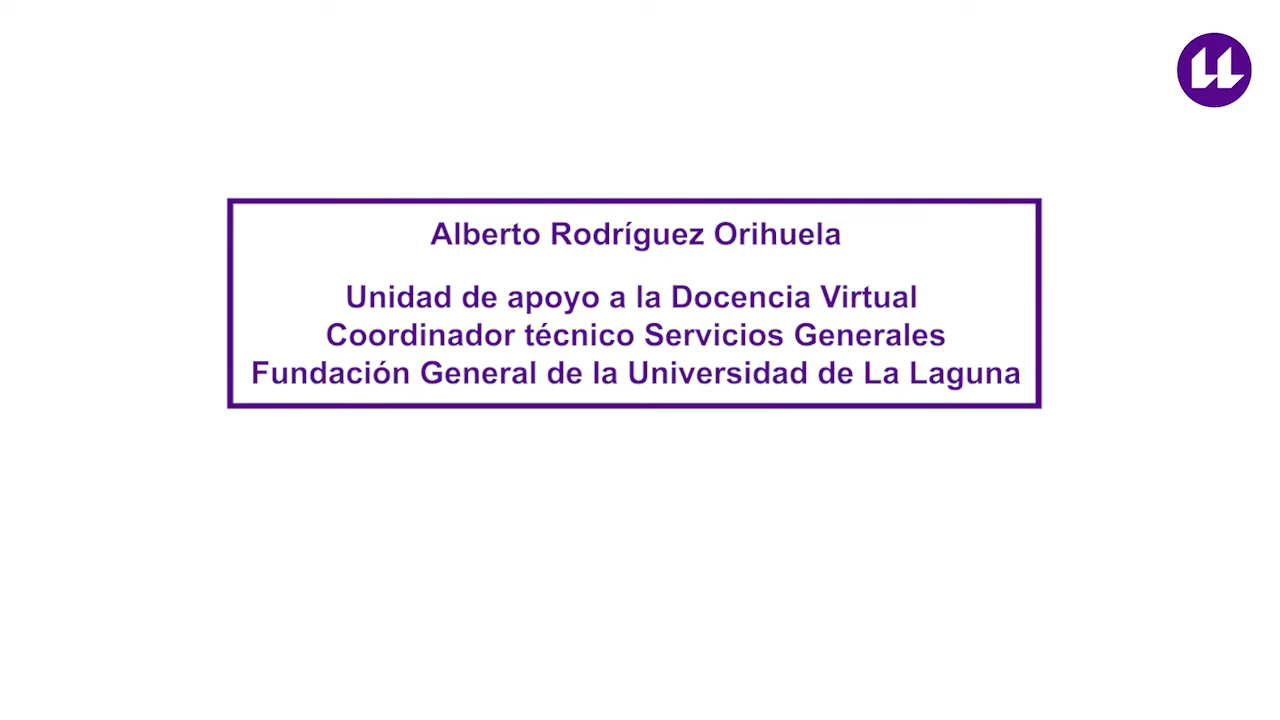 Alberto Rodríguez Orihuela
Unidad de apoyo a la Docencia Virtual
Coordinador técnico Servicios Generales
Fundación General de la Universidad de La Laguna